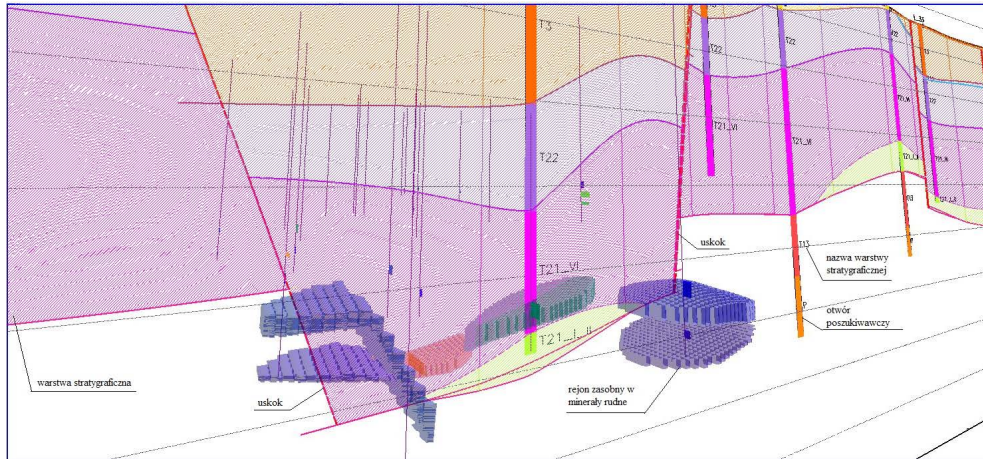 T3
T22
T22
T22
T21_VI
T21_VI
T22
T21_VI
T21_I_II
T13
P
uskok
nazwa warstwy
stratygraficznej
otwór
poszukiwawczy
warstwa stratygraficzna
uskok
rejon zasobny w
minerały rudne